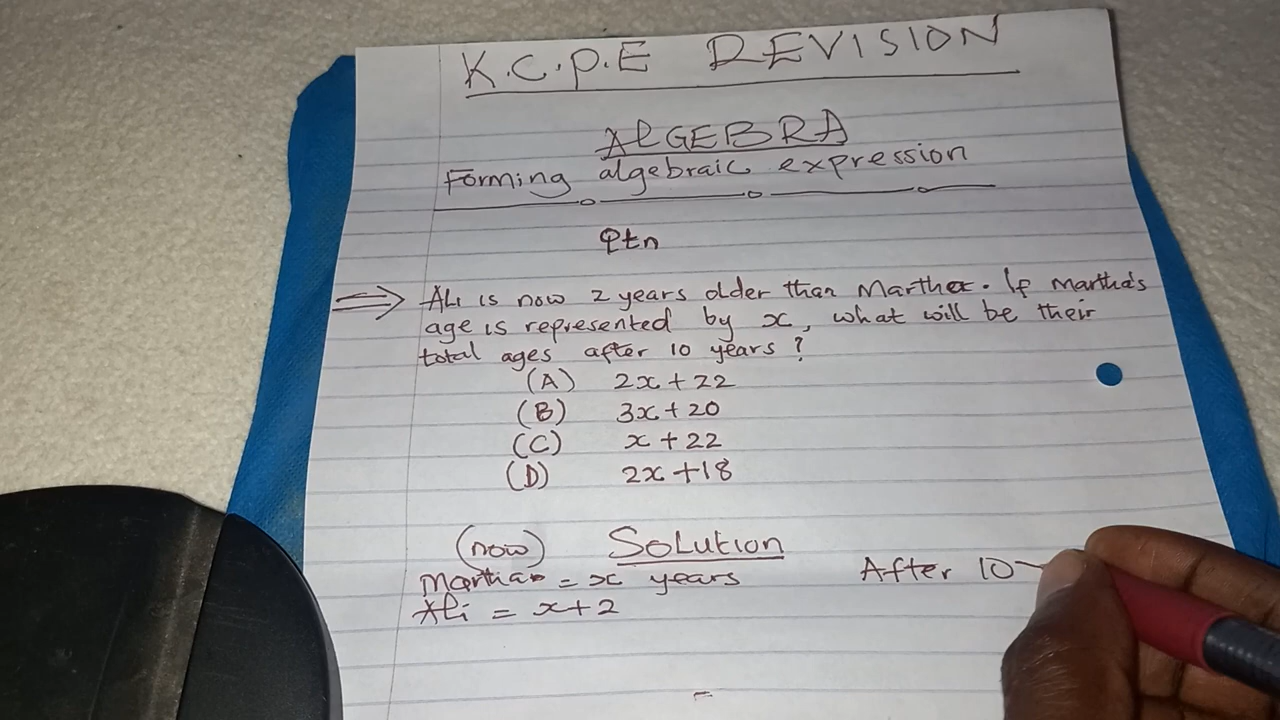 K.C.P.E REVISION
ALGEBRA
Forming algebraic expression
Qtn
⇒ Ali is now 2 years older than Martha. If Martha's
age is represented by x, what will be their
total ages after 10 years?
(A) 2x+22
(B) 3x+20
(C) x+22
(D) 2x+18
(now) Solution
Martha = x years After 10
Ali = x+2